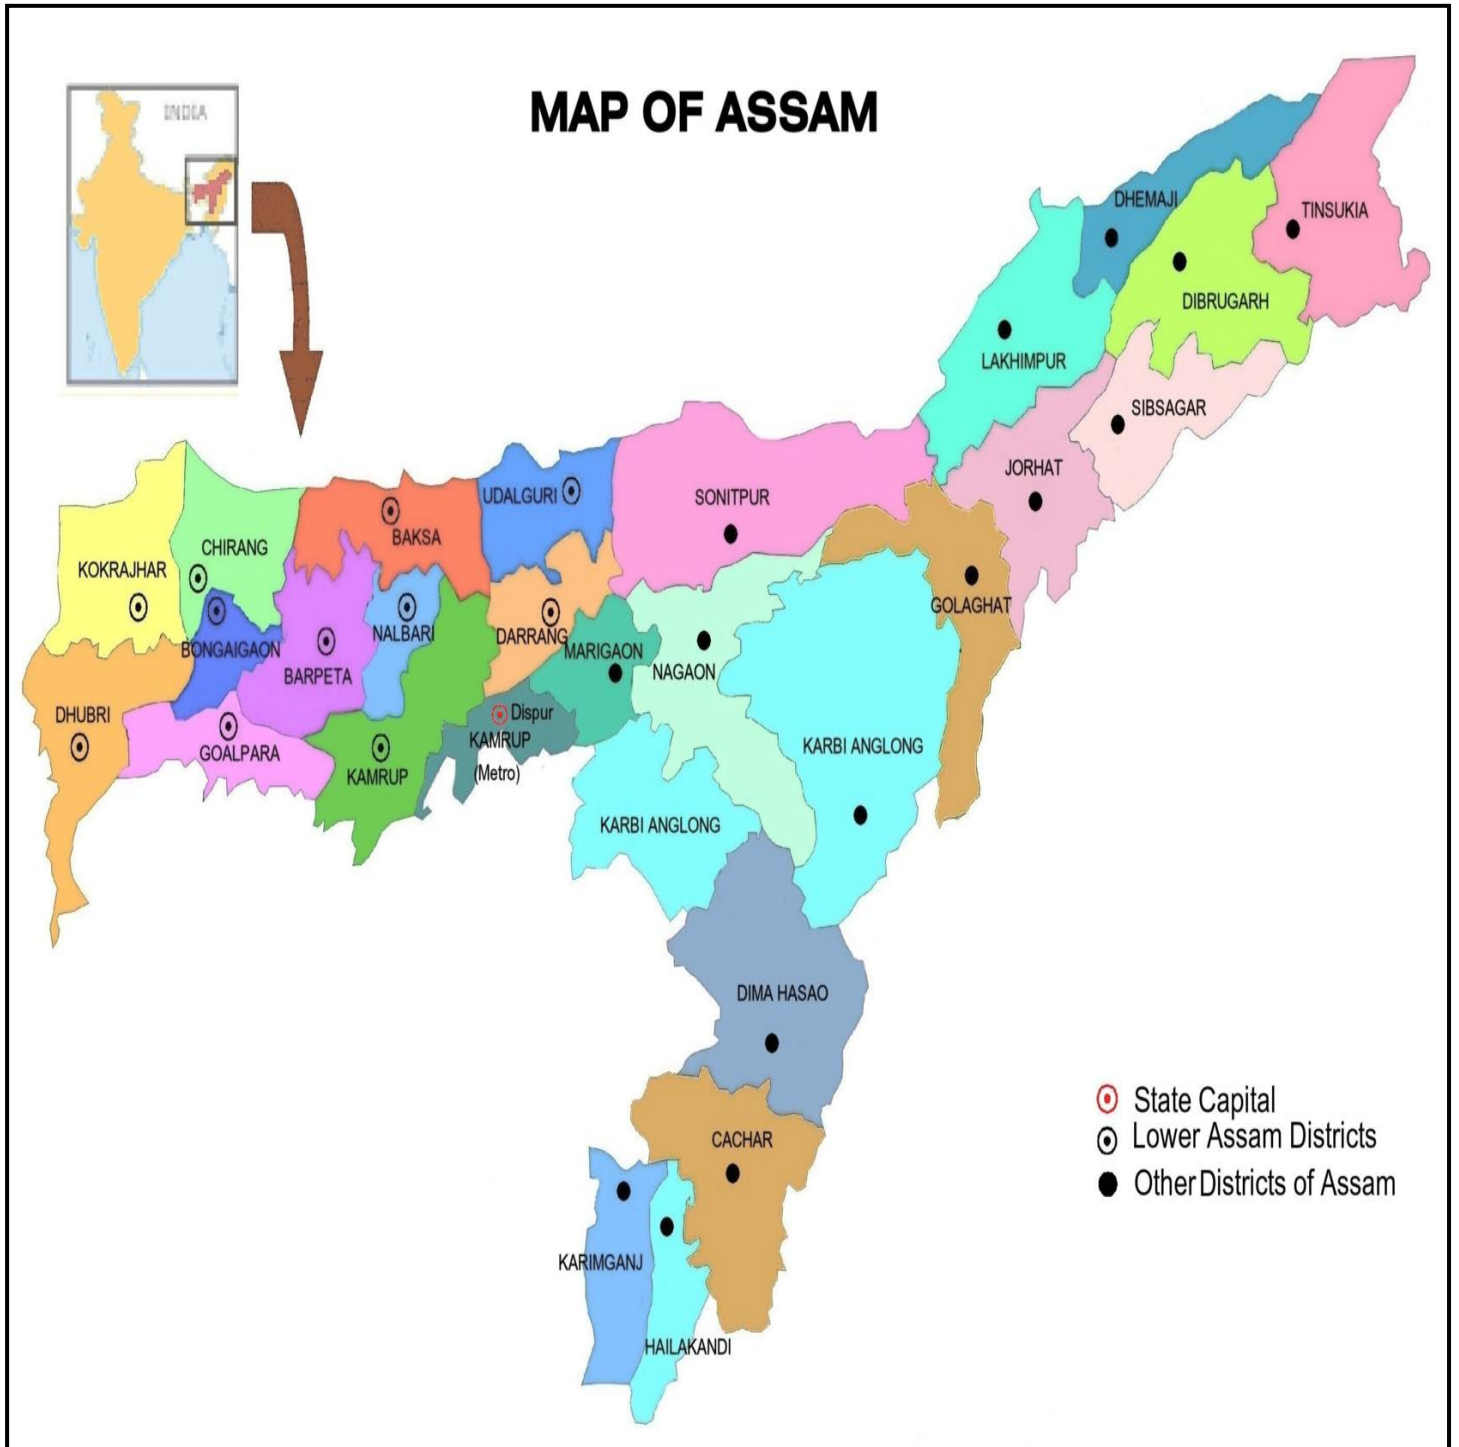 MAP OF ASSAM
INDIA
DHEMAJI
TINSUKIA
DIBRUGARH
LAKHIMPUR
SIBSAGAR
JORHAT
UDALGURI
SONITPUR
BAKSA
CHIRANG
KOKRAJHAR
GOLAGHAT
NALBARI
DARRANG
BONGAIGAON
MARIGAON
BARPETA
NAGAON
DHUBRI
Dispur
KAMRUP
(Metro)
GOALPARA
KAMRUP
KARBI ANGLONG
KARBI ANGLONG
DIMA HASAO
State Capital
Lower Assam Districts
Other Districts of Assam
CACHAR
KARIMGANJ
HAILAKANDI